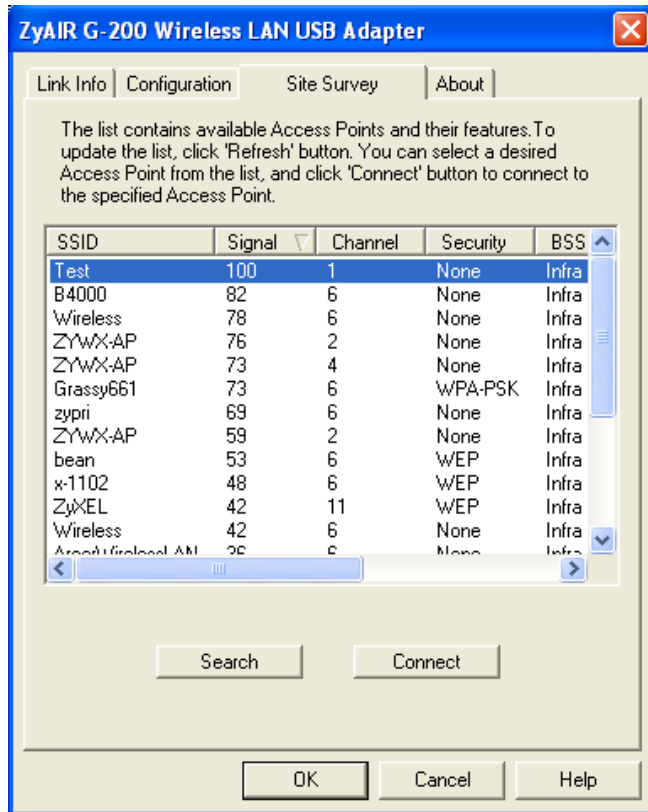 ZyAIR G-200 Wireless LAN USB Adapter
Link Info Configuration Site Survey About
The list contains available Access Points and their features.To
update the list, click 'Refresh' button. You can select a desired
Access Point from the list, and click 'Connect' button to connect to
the specified Access Point.
SSID Signal Channel Security BSS
Test 100 1 None Infra
B4000 82 6 None Infra
Wireless 78 6 None Infra
ZYWX-AP 76 2 None Infra
ZYWX-AP 73 4 None Infra
Grassy661 73 6 WPA-PSK Infra
zypri 69 6 None Infra
ZYWX-AP 59 2 None Infra
bean 53 6 WEP Infra
x-1102 48 6 WEP Infra
ZyXEL 42 11 WEP Infra
Wireless 42 6 None Infra
6 None Infra
Search Connect
OK Cancel Help